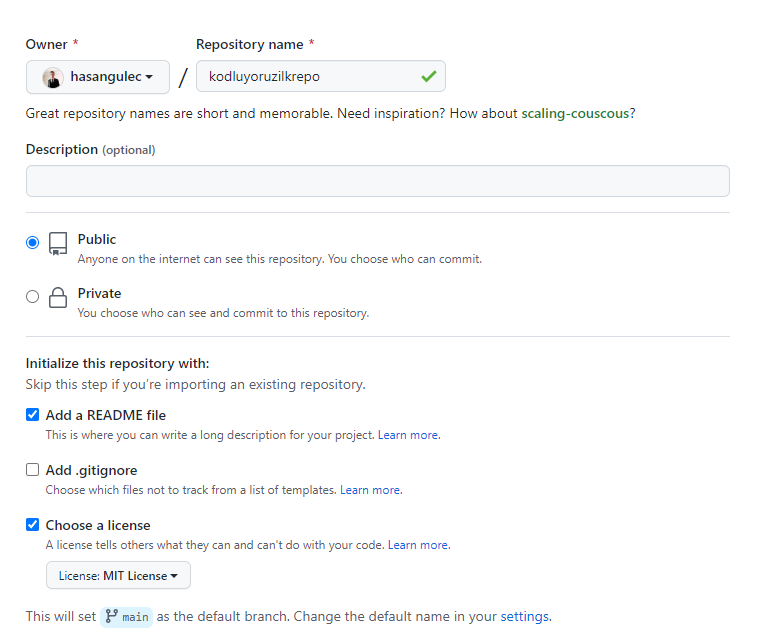 Owner * Repository name *
hasangulec / kodluyoruzilkrepo
Great repository names are short and memorable. Need inspiration? How about scaling-couscous?
Description (optional)
Public
Anyone on the internet can see this repository. You choose who can commit.
Private
You choose who can see and commit to this repository.
Initialize this repository with:
Skip this step if you're importing an existing repository.
Add a README file
This is where you can write a long description for your project. Learn more.
Add .gitignore
Choose which files not to track from a list of templates. Learn more.
Choose a license
A license tells others what they can and can't do with your code. Learn more.
License: MIT License
This will set main as the default branch. Change the default name in your settings.